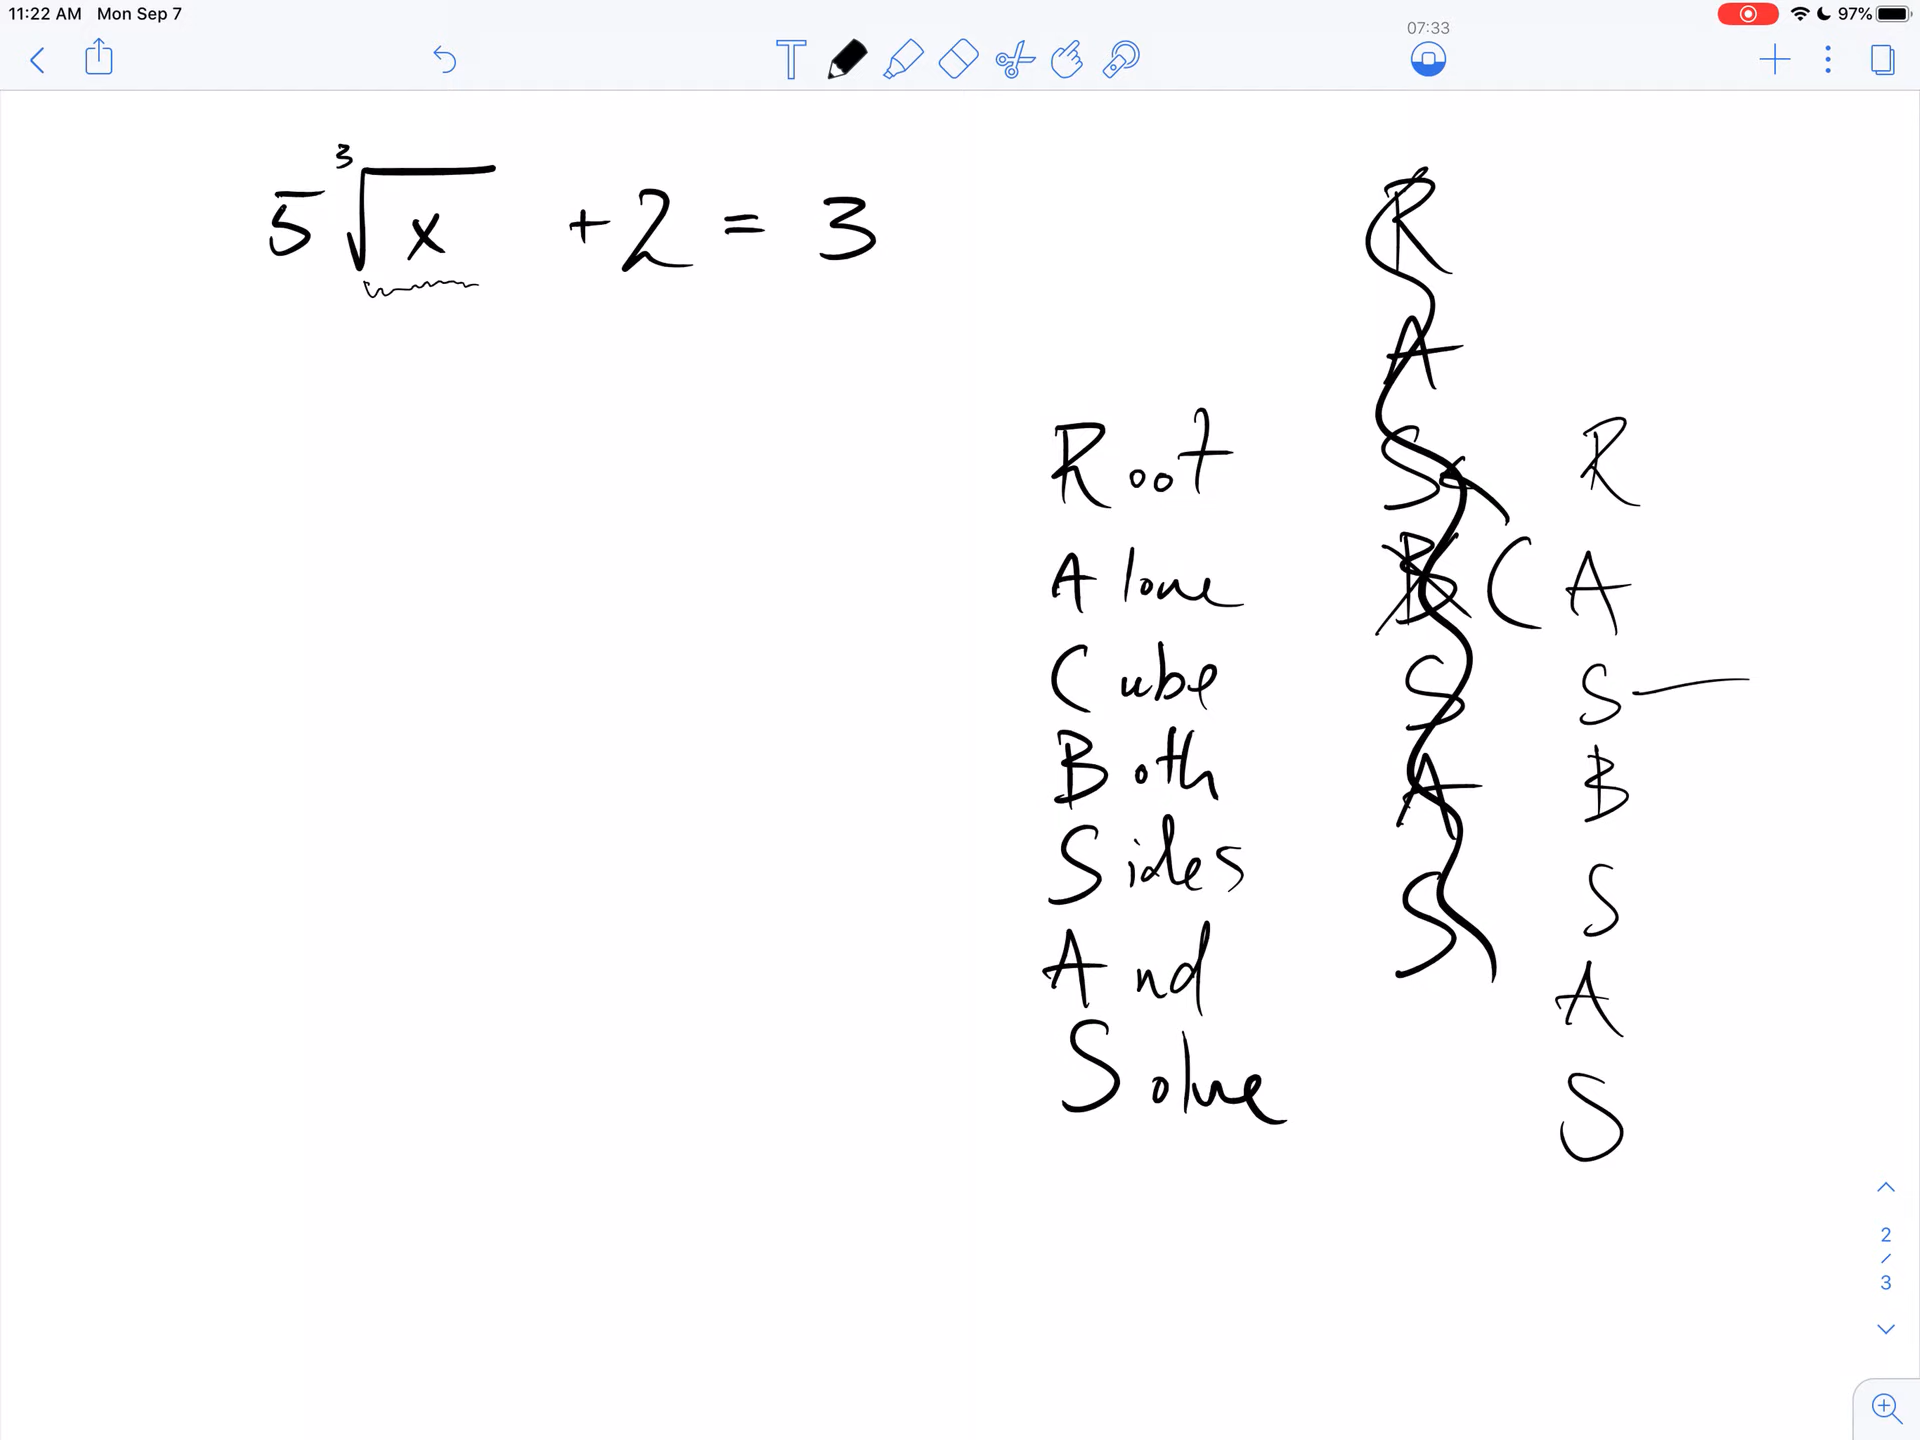 11:22 AM Mon Sep 7
97%
07:33
T
5∛x + 2 = 3
Root
Alone
Cube
Both
Sides
And
Solve
R
A
S
B (
S
A
S
R
A
S
B
S
A
S
2
/
3